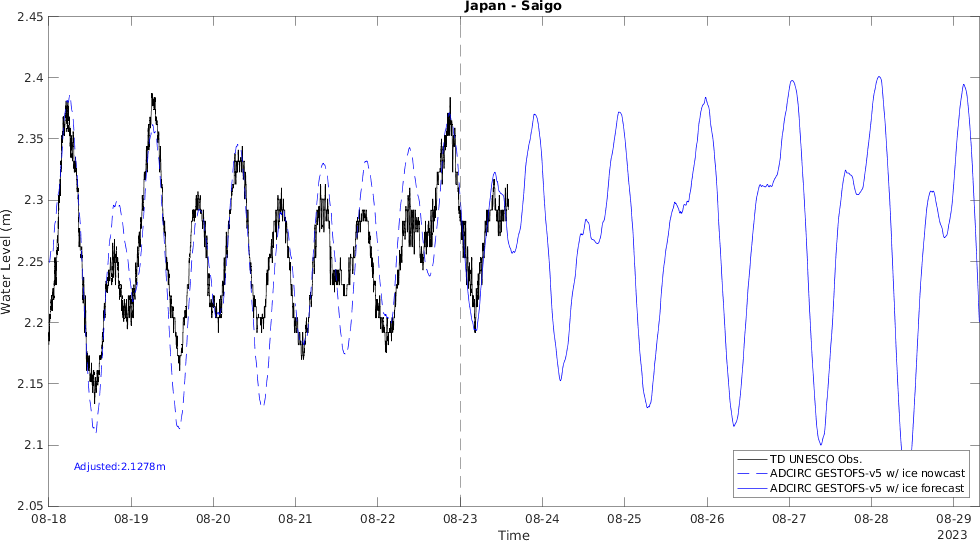 Japan - Saigo
Water Level (m)
2.45
2.4
2.35
2.3
2.25
2.2
2.15
2.1
2.05
Adjusted:2.1278m
TD UNESCO Obs.
ADCIRC GESTOFS-v5 w/ ice nowcast
ADCIRC GESTOFS-v5 w/ ice forecast
08-18 08-19 08-20 08-21 08-22 08-23 08-24 08-25 08-26 08-27 08-28 08-29
Time
2023